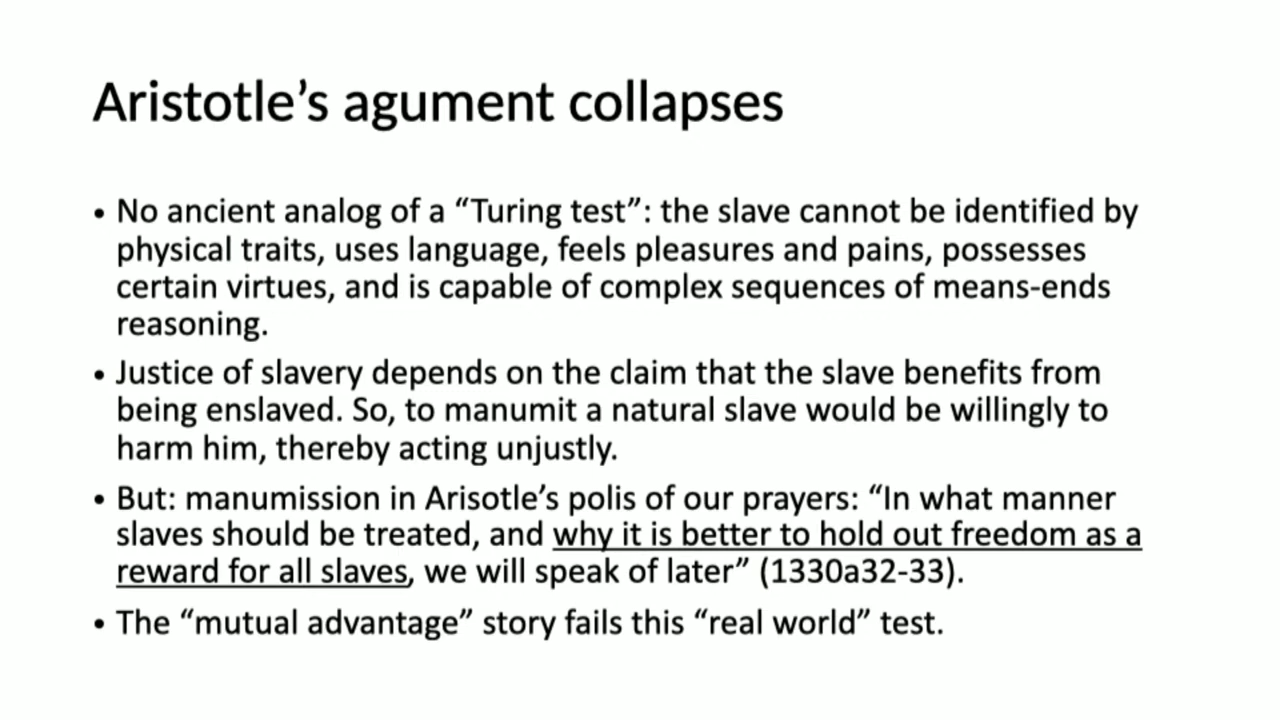 Aristotle’s agument collapses
• No ancient analog of a “Turing test”: the slave cannot be identified by
physical traits, uses language, feels pleasures and pains, possesses
certain virtues, and is capable of complex sequences of means-ends
reasoning.
• Justice of slavery depends on the claim that the slave benefits from
being enslaved. So, to manumit a natural slave would be willingly to
harm him, thereby acting unjustly.
• But: manumission in Arisotle’s polis of our prayers: “In what manner
slaves should be treated, and why it is better to hold out freedom as a
reward for all slaves, we will speak of later” (1330a32-33).
• The “mutual advantage” story fails this “real world” test.